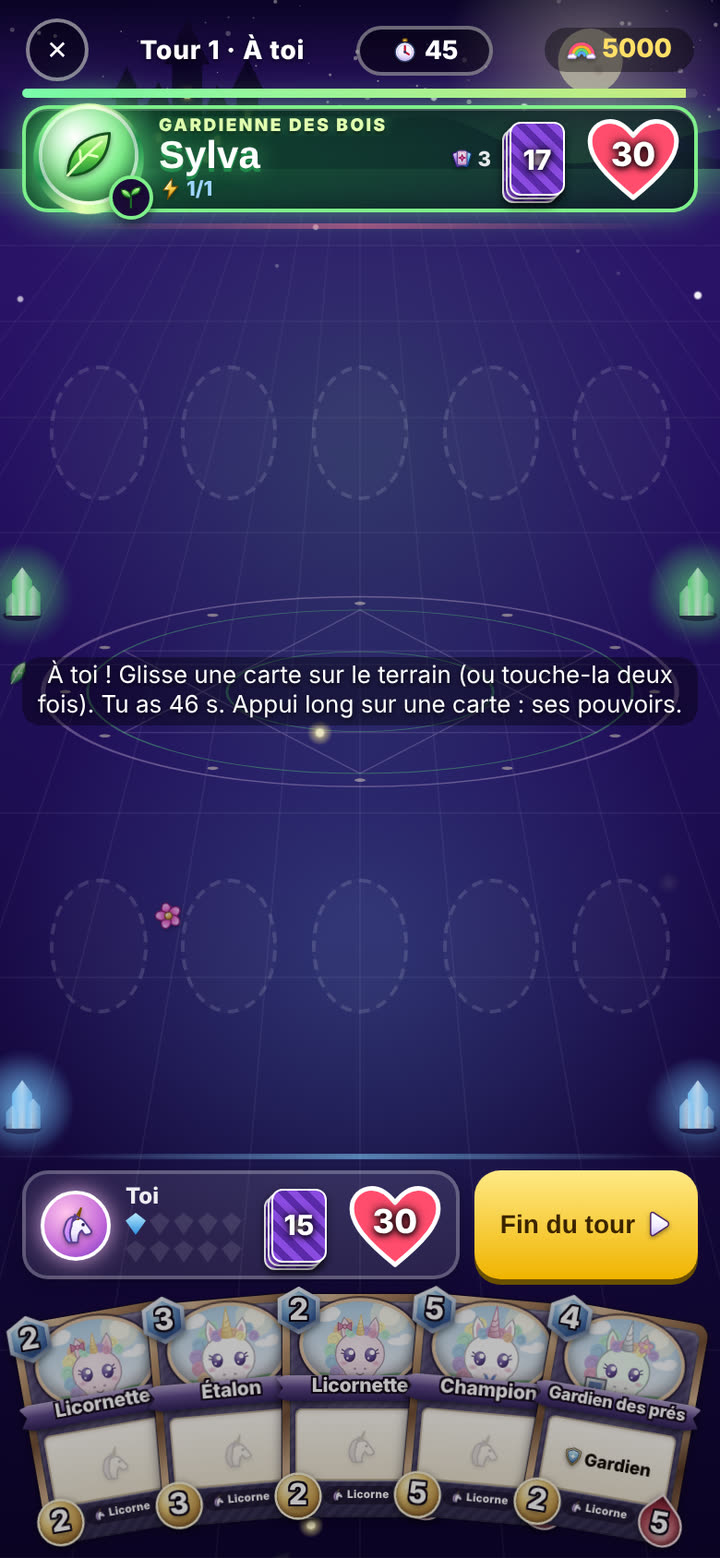 ✕
Tour 1 · À toi
45
5000
GARDIENNE DES BOIS
Sylva
1/1
3
17
30
À toi ! Glisse une carte sur le terrain (ou touche-la deux
fois). Tu as 46 s. Appui long sur une carte : ses pouvoirs.
Toi
15
30
Fin du tour
2
Licornette
Licorne
2
3
Étalon
Licorne
3
2
Licornette
Licorne
2
5
Champion
Licorne
5
4
Gardien des prés
Gardien
Licorne
2
5